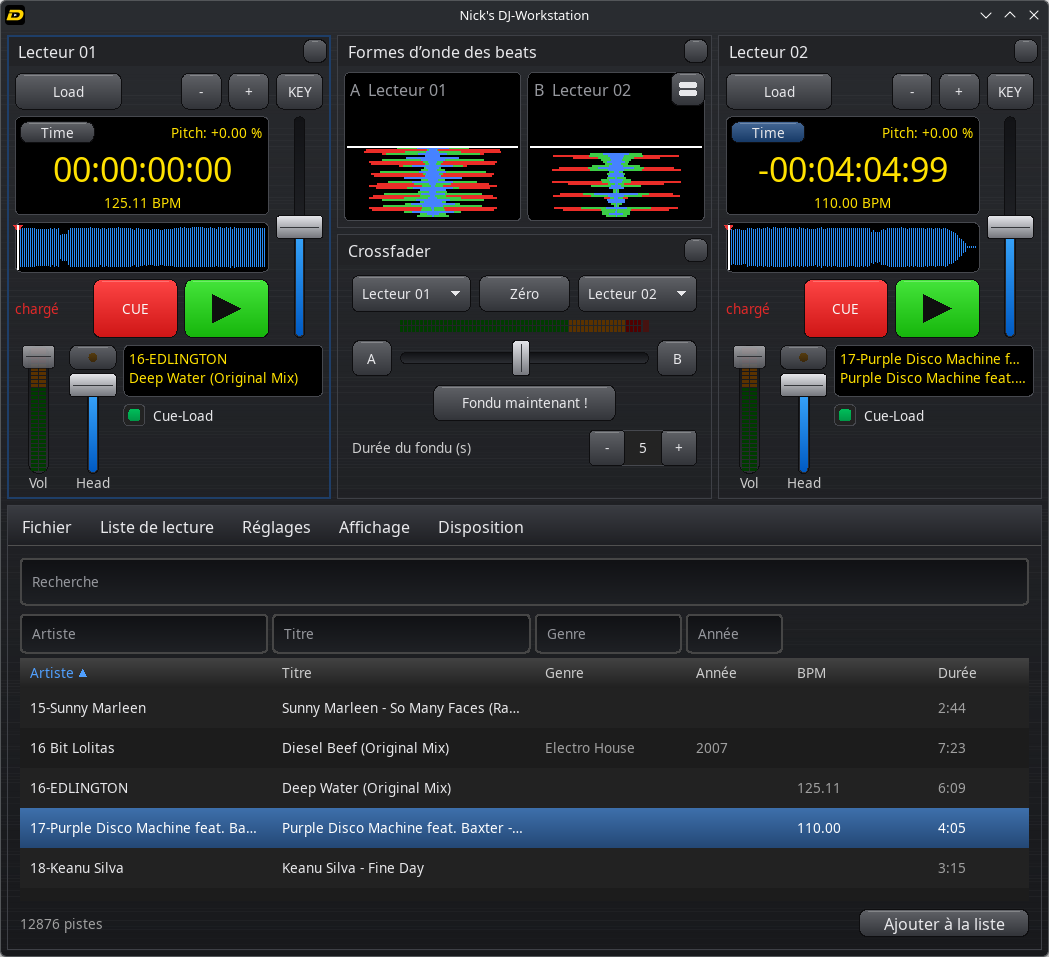 Nick's DJ-Workstation
Lecteur 01
Load
-
+
KEY
Time
Pitch: +0.00 %
00:00:00:00
125.11 BPM
chargé
CUE
16-EDLINGTON
Deep Water (Original Mix)
Cue-Load
Vol
Head
Formes d'onde des beats
A Lecteur 01
B Lecteur 02
Crossfader
Lecteur 01
Zéro
Lecteur 02
A
B
Fondu maintenant !
Durée du fondu (s)
-
5
+
Lecteur 02
Load
-
+
KEY
Time
Pitch: +0.00 %
-00:04:04:99
110.00 BPM
chargé
CUE
17-Purple Disco Machine f...
Purple Disco Machine feat....
Cue-Load
Vol
Head
Fichier Liste de lecture Réglages Affichage Disposition
Recherche
Artiste Titre Genre Année
Artiste Titre Genre Année BPM Durée
15-Sunny Marleen Sunny Marleen - So Many Faces (Ra... 2:44
16 Bit Lolitas Diesel Beef (Original Mix) Electro House 2007 7:23
16-EDLINGTON Deep Water (Original Mix) 125.11 6:09
17-Purple Disco Machine feat. Ba... Purple Disco Machine feat. Baxter -... 110.00 4:05
18-Keanu Silva Keanu Silva - Fine Day 3:15
12876 pistes
Ajouter à la liste